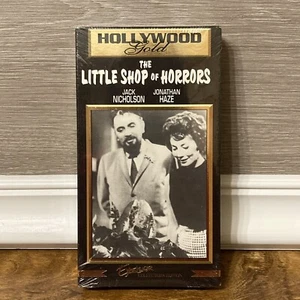 HOLLYWOOD
Gold
THE
LITTLE SHOP OF HORRORS
JACK JONATHAN
NICHOLSON HAZE